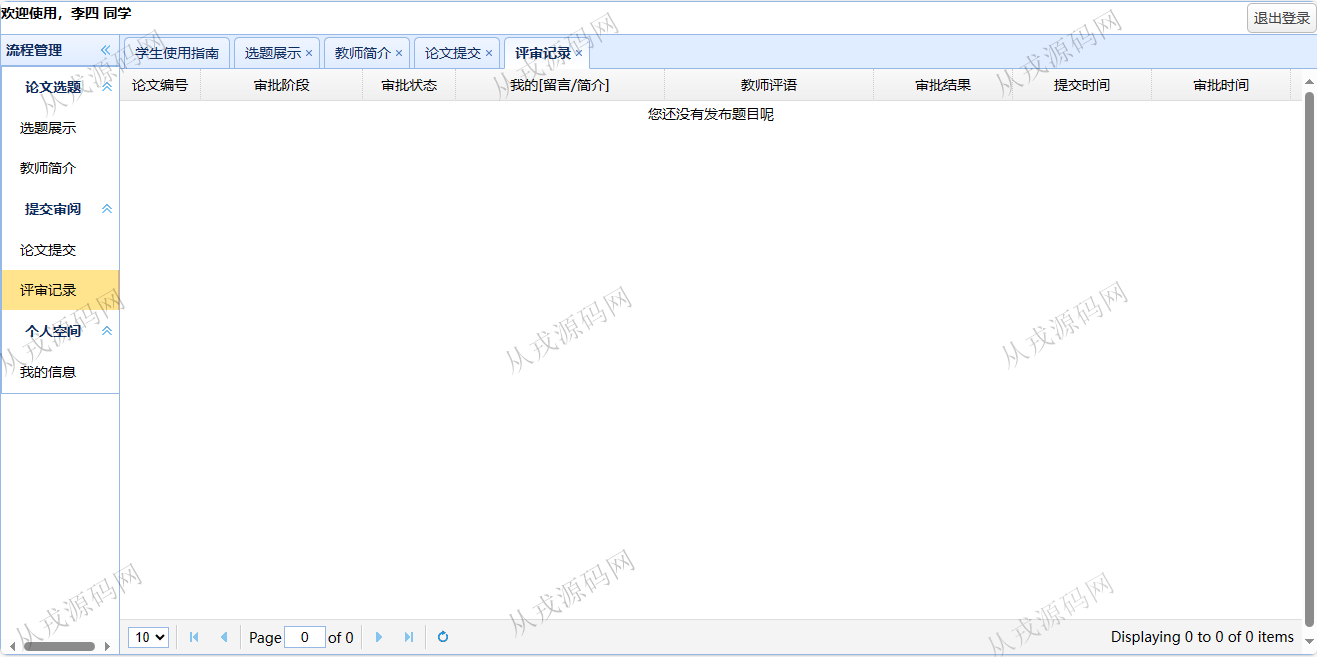 欢迎使用，李四 同学
退出登录
流程管理
学生使用指南 选题展示 教师简介 论文提交 评审记录
论文选题
选题展示
教师简介
提交审阅
论文提交
评审记录
个人空间
我的信息
论文编号 审批阶段 审批状态 我的[留言/简介] 教师评语 审批结果 提交时间 审批时间
您还没有发布题目呢
10 Page 0 of 0 Displaying 0 to 0 of 0 items
从戎源码网
从戎源码网
从戎源码网
从戎源码网
从戎源码网
从戎源码网
从戎源码网
从戎源码网
从戎源码网